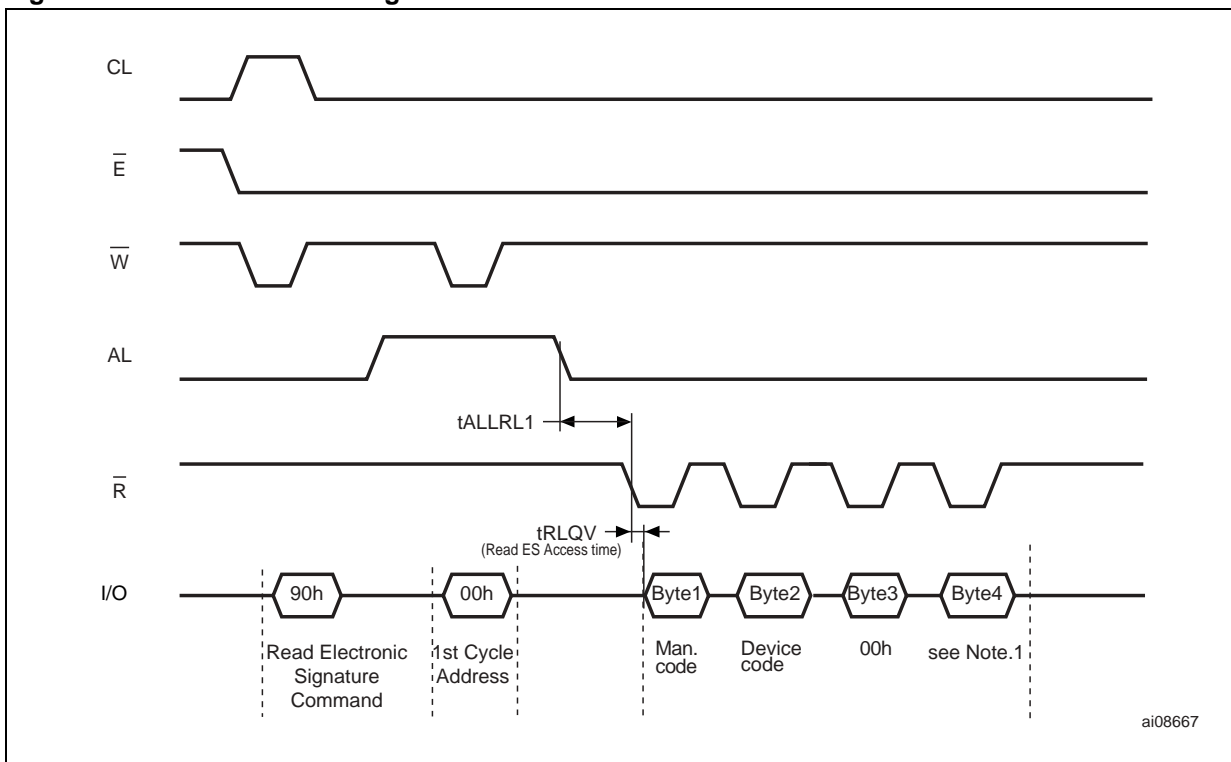 CL
E
W
AL
tALLRL1
R
tRLQV
(Read ES Access time)
I/O
90h
00h
Byte1
Byte2
Byte3
Byte4
Read Electronic
Signature
Command
1st Cycle
Address
Man.
code
Device
code
00h
see Note.1
ai08667